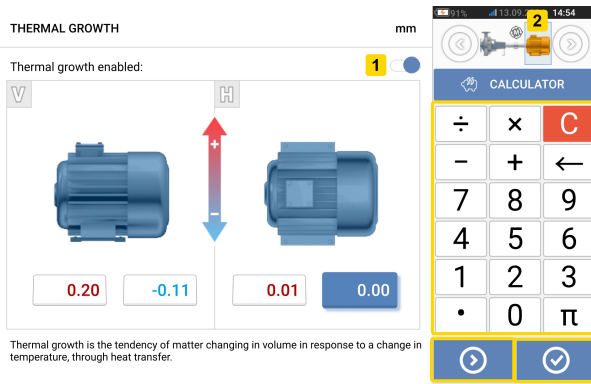 THERMAL GROWTH
mm
Thermal growth enabled:
1
V
H
+
−
0.20
-0.11
0.01
0.00
Thermal growth is the tendency of matter changing in volume in response to a change in
temperature, through heat transfer.
91%
13.09.2
14:54
2
M
CALCULATOR
÷ × C
− + ←
7 8 9
4 5 6
1 2 3
· 0 π